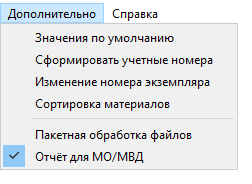 Дополнительно Справка
Значения по умолчанию
Сформировать учетные номера
Изменение номера экземпляра
Сортировка материалов
Пакетная обработка файлов
Отчёт для МО/МВД